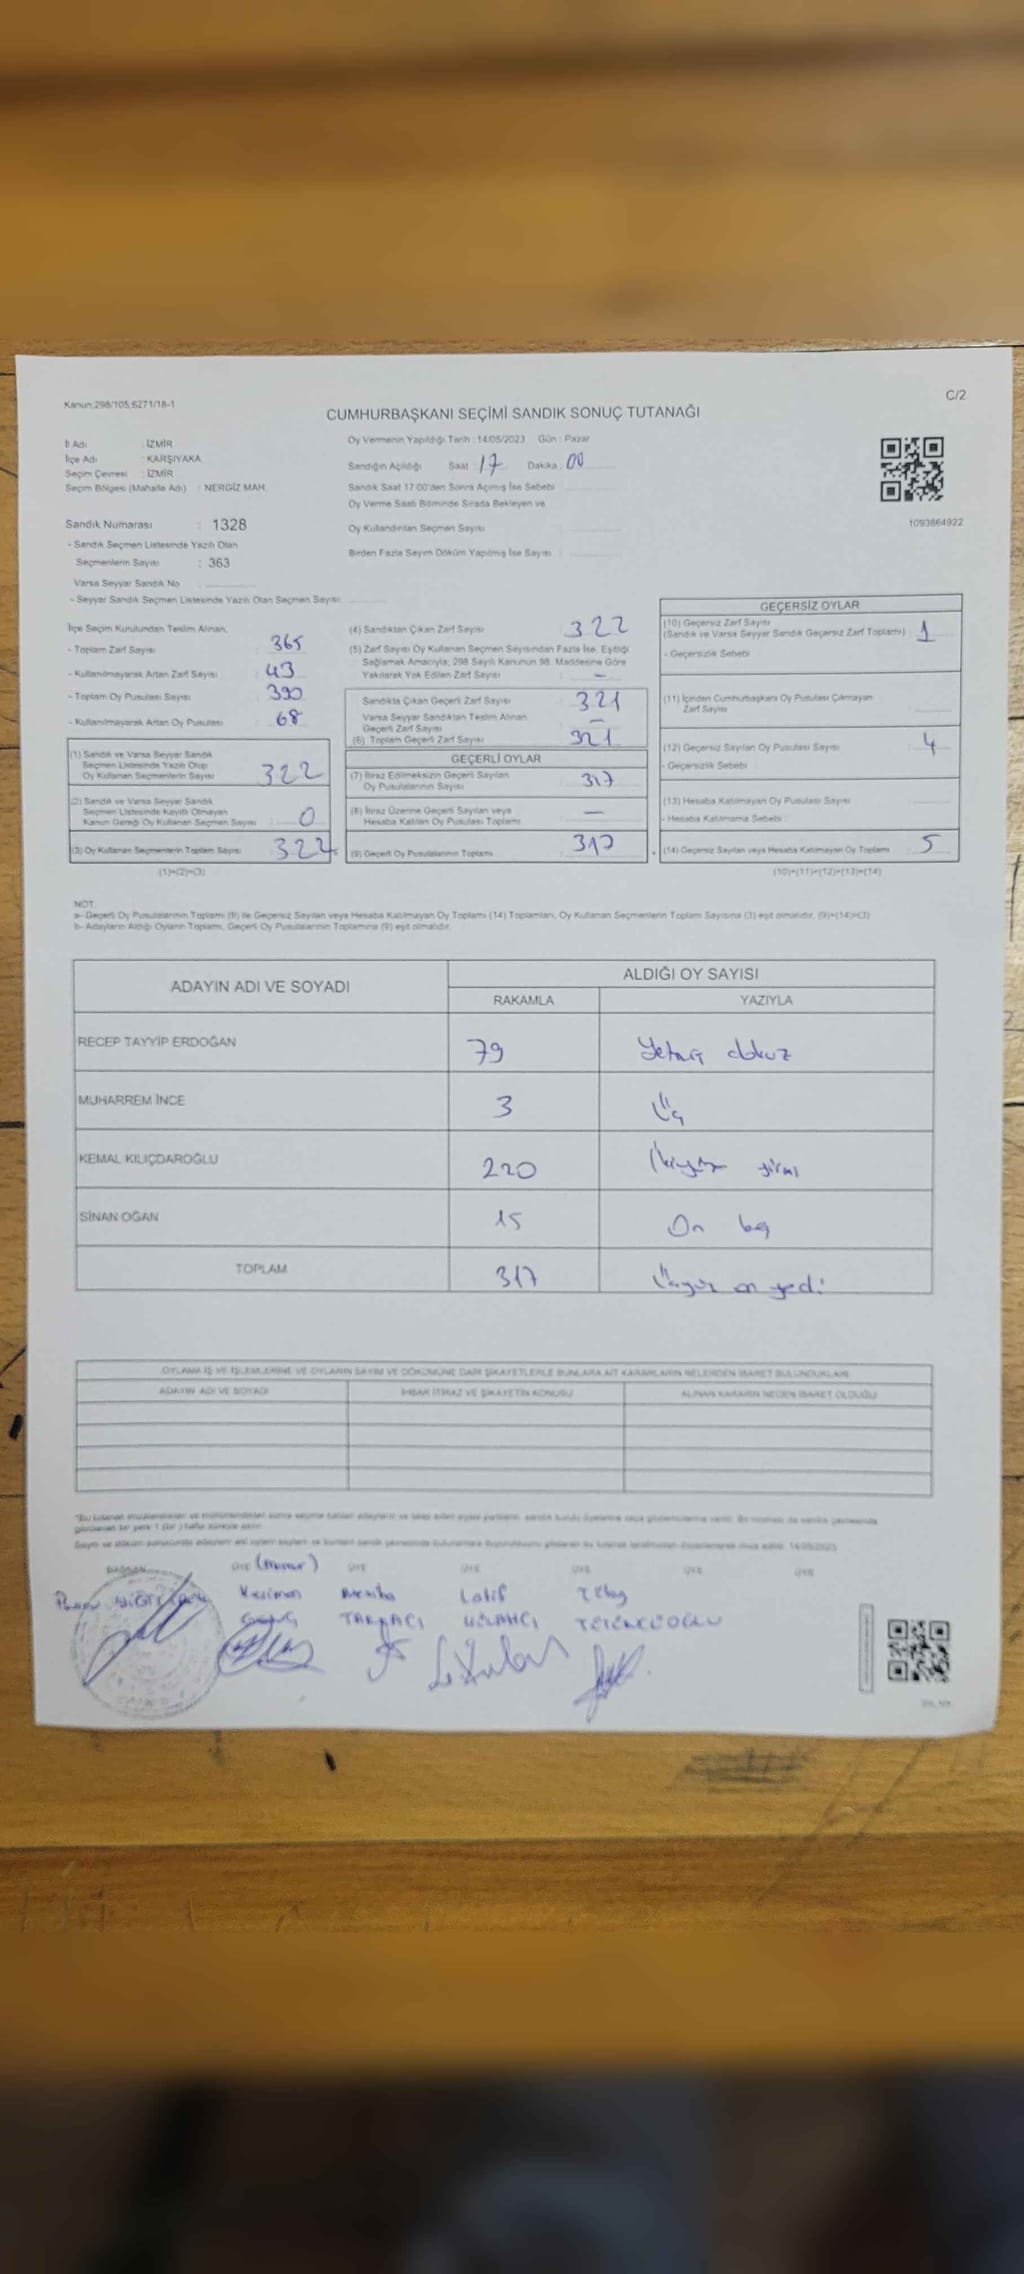 Kanun:298/105;6271/18-1
C/2
CUMHURBAŞKANI SEÇİMİ SANDIK SONUÇ TUTANAĞI
İl Adı : İZMİR
İlçe Adı : KARŞIYAKA
Seçim Çevresi : İZMİR
Seçim Bölgesi (Mahalle Adı) : NERGİZ MAH.
Oy Vermenin Yapıldığı Tarih : 14/05/2023 Gün : Pazar
Sandığın Açıldığı Saat : 17 Dakika : 00
Sandık Saat 17:00'den Sonra Açılmış İse Sebebi
Oy Verme Saati Bitiminde Sırada Bekleyen ve
Oy Kullandırılan Seçmen Sayısı
Birden Fazla Sayım Döküm Yapılmış İse Sayısı :
1093864922
Sandık Numarası : 1328
- Sandık Seçmen Listesinde Yazılı Olan
Seçmenlerin Sayısı : 363
Varsa Seyyar Sandık No :
- Seyyar Sandık Seçmen Listesinde Yazılı Olan Seçmen Sayısı:
İlçe Seçim Kurulundan Teslim Alınan,
- Toplam Zarf Sayısı : 365
- Kullanılmayarak Artan Zarf Sayısı : 43
- Toplam Oy Pusulası Sayısı : 390
- Kullanılmayarak Artan Oy Pusulası : 68
(1) Sandık ve Varsa Seyyar Sandık
Seçmen Listesinde Yazılı Olup
Oy Kullanan Seçmenlerin Sayısı 322
(2) Sandık ve Varsa Seyyar Sandık
Seçmen Listesinde Kayıtlı Olmayan
Kanun Gereği Oy Kullanan Seçmen Sayısı 0
(3) Oy Kullanan Seçmenlerin Toplam Sayısı 322
(1)+(2)=(3)
(4) Sandıktan Çıkan Zarf Sayısı 322
(5) Zarf Sayısı Oy Kullanan Seçmen Sayısından Fazla İse, Eşitliği
Sağlamak Amacıyla; 298 Sayılı Kanunun 98. Maddesine Göre
Yakılarak Yok Edilen Zarf Sayısı : —
Sandıkta Çıkan Geçerli Zarf Sayısı 321
Varsa Seyyar Sandıktan Teslim Alınan
Geçerli Zarf Sayısı —
(6) Toplam Geçerli Zarf Sayısı 321
GEÇERLİ OYLAR
(7) İtiraz Edilmeksizin Geçerli Sayılan
Oy Pusulalarının Sayısı 317
(8) İtiraz Üzerine Geçerli Sayılan veya
Hesaba Katılan Oy Pusulası Toplamı —
(9) Geçerli Oy Pusulalarının Toplamı 317
GEÇERSİZ OYLAR
(10) Geçersiz Zarf Sayısı
(Sandık ve Varsa Seyyar Sandık Geçersiz Zarf Toplamı) : 1
- Geçersizlik Sebebi
(11) İçinden Cumhurbaşkanı Oy Pusulası Çıkmayan
Zarf Sayısı
(12) Geçersiz Sayılan Oy Pusulası Sayısı 4
- Geçersizlik Sebebi
(13) Hesaba Katılmayan Oy Pusulası Sayısı
- Hesaba Katılmama Sebebi
(14) Geçersiz Sayılan veya Hesaba Katılmayan Oy Toplamı 5
(10)+(11)+(12)+(13)=(14)
NOT:
a- Geçerli Oy Pusulalarının Toplamı (9) ile Geçersiz Sayılan veya Hesaba Katılmayan Oy Toplamı (14) Toplamları, Oy Kullanan Seçmenlerin Toplam Sayısına (3) eşit olmalıdır. (9)+(14)=(3)
b- Adayların Aldığı Oyların Toplamı, Geçerli Oy Pusulalarının Toplamına (9) eşit olmalıdır.
ADAYIN ADI VE SOYADI ALDIĞI OY SAYISI
RAKAMLA YAZIYLA
RECEP TAYYİP ERDOĞAN 79 Yetmiş dokuz
MUHARREM İNCE 3 Üç
KEMAL KILIÇDAROĞLU 220 İkiyüz yirmi
SİNAN OĞAN 15 On beş
TOPLAM 317 Üçyüz on yedi
OYLAMA İŞ VE İŞLEMLERİNE VE OYLARIN SAYIM VE DÖKÜMÜNE DAİR ŞİKAYETLERLE BUNLARA AİT KARARLARIN NELERDEN İBARET BULUNDUKLARI
ADAYIN ADI VE SOYADI İHBAR İTİRAZ VE ŞİKAYETİN KONUSU ALINAN KARARIN NEDEN İBARET OLDUĞU
BAŞKAN ÜYE (Memur) ÜYE ÜYE ÜYE ÜYE ÜYE
Latif